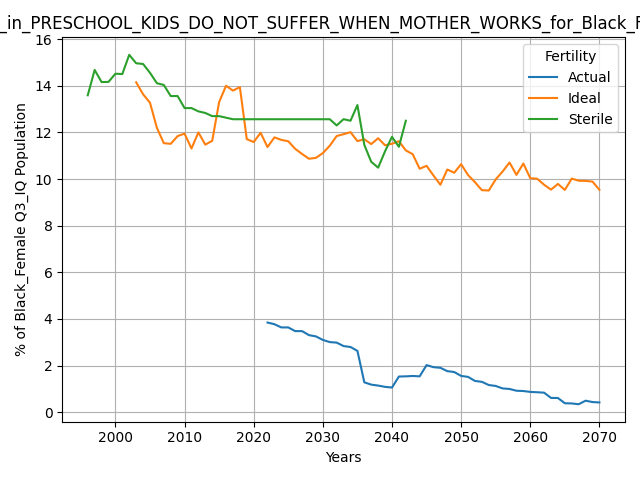 _in_PRESCHOOL_KIDS_DO_NOT_SUFFER_WHEN_MOTHER_WORKS_for_Black_F
% of Black_Female Q3_IQ Population
16
14
12
10
8
6
4
2
0
Fertility
Actual
Ideal
Sterile
2000
2010
2020
2030
2040
2050
2060
2070
Years